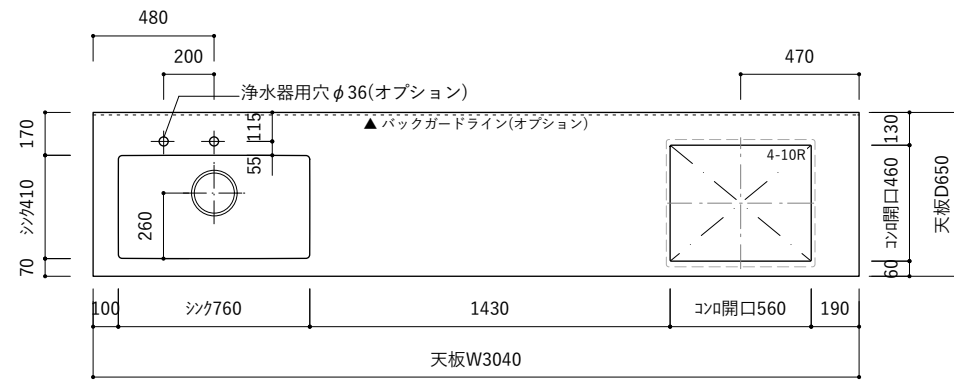 480
200
470
浄水器用穴φ36(オプション)
▲ バックガードライン(オプション)
170
115
130
55
4-10R
シンク410
260
コンロ開口460
天板D650
70
60
100
シンク760
1430
コンロ開口560
190
天板W3040